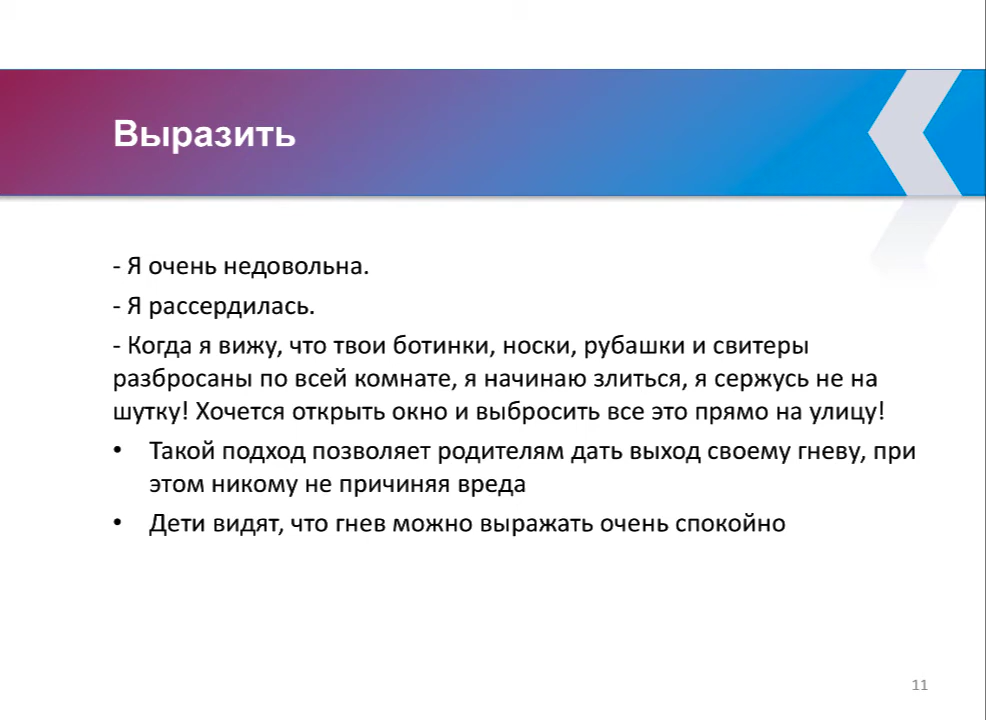 Выразить
- Я очень недовольна.
- Я рассердилась.
- Когда я вижу, что твои ботинки, носки, рубашки и свитеры
разбросаны по всей комнате, я начинаю злиться, я сержусь не на
шутку! Хочется открыть окно и выбросить все это прямо на улицу!
• Такой подход позволяет родителям дать выход своему гневу, при
этом никому не причиняя вреда
• Дети видят, что гнев можно выражать очень спокойно
11